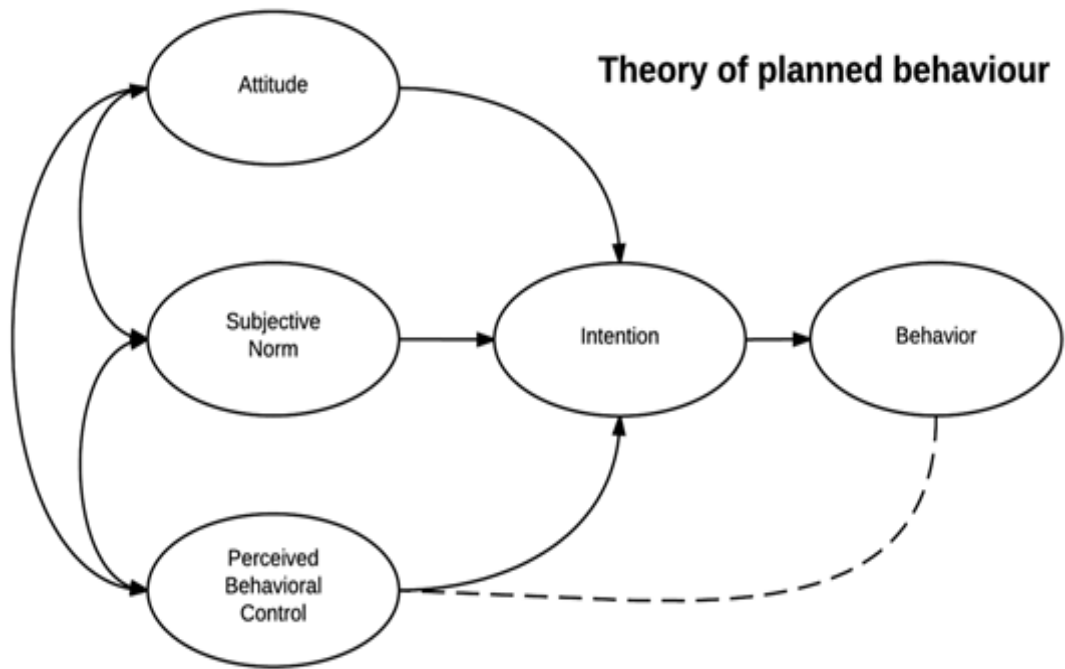 Theory of planned behaviour
Attitude
Subjective
Norm
Intention
Behavior
Perceived
Behavioral
Control